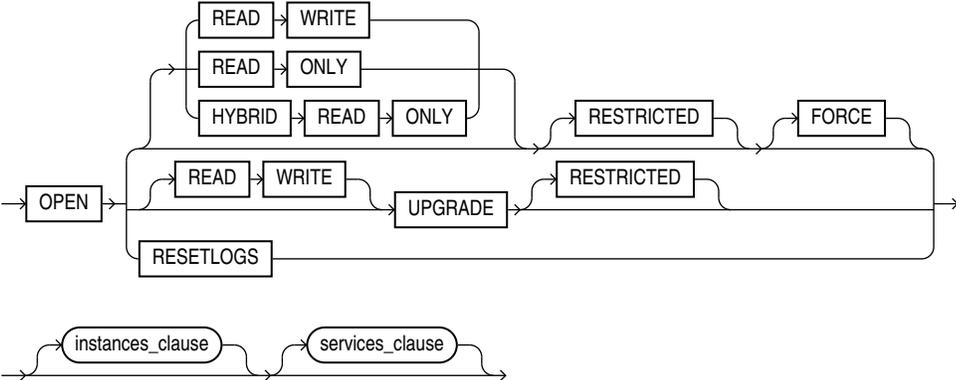 READ WRITE
READ ONLY
HYBRID READ ONLY
RESTRICTED FORCE
READ WRITE RESTRICTED
OPEN UPGRADE
RESETLOGS
instances_clause services_clause